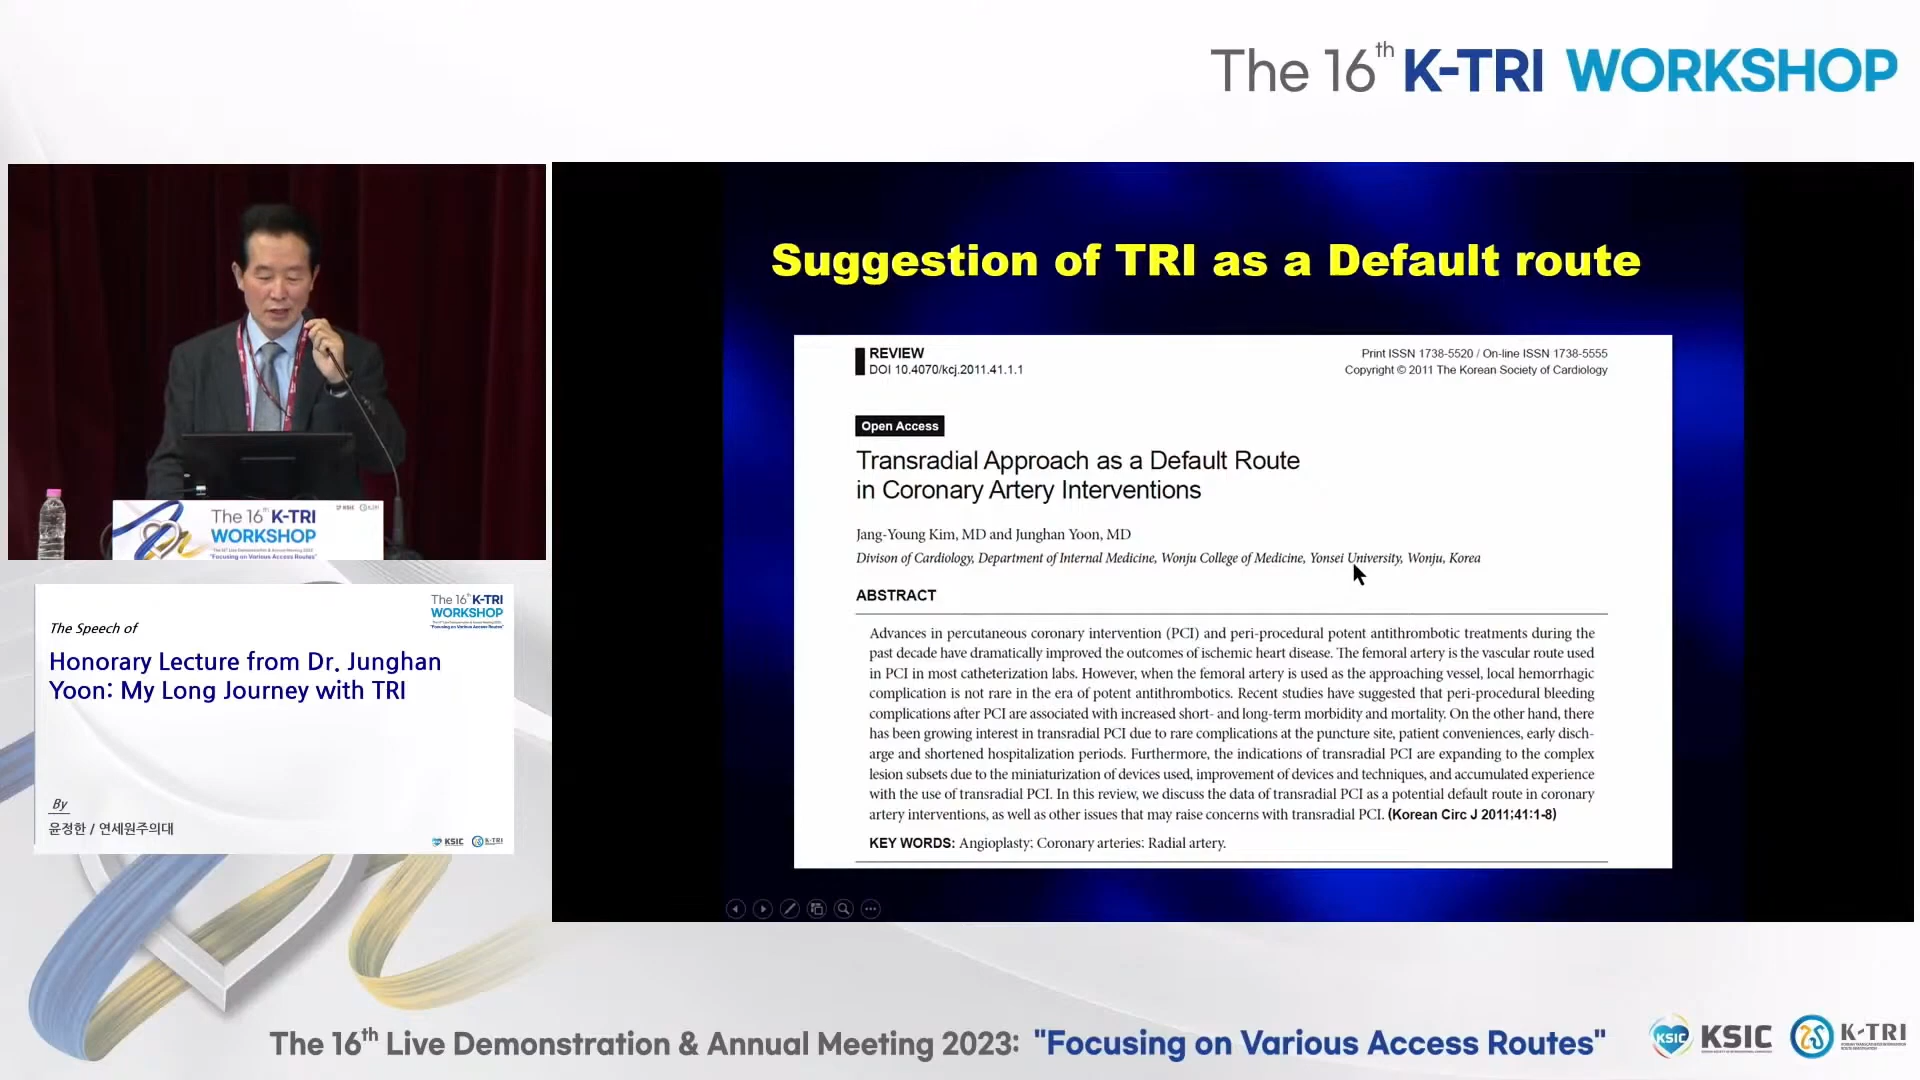 The 16th K-TRI WORKSHOP
Suggestion of TRI as a Default route
REVIEW
DOI 10.4070/kcj.2011.41.1.1
Print ISSN 1738-5520 / On-line ISSN 1738-5555
Copyright © 2011 The Korean Society of Cardiology
Open Access
Transradial Approach as a Default Route
in Coronary Artery Interventions
Jang-Young Kim, MD and Junghan Yoon, MD
Divison of Cardiology, Department of Internal Medicine, Wonju College of Medicine, Yonsei University, Wonju, Korea
ABSTRACT
Advances in percutaneous coronary intervention (PCI) and peri-procedural potent antithrombotic treatments during the
past decade have dramatically improved the outcomes of ischemic heart disease. The femoral artery is the vascular route used
in PCI in most catheterization labs. However, when the femoral artery is used as the approaching vessel, local hemorrhagic
complication is not rare in the era of potent antithrombotics. Recent studies have suggested that peri-procedural bleeding
complications after PCI are associated with increased short- and long-term morbidity and mortality. On the other hand, there
has been growing interest in transradial PCI due to rare complications at the puncture site, patient conveniences, early disch-
arge and shortened hospitalization periods. Furthermore, the indications of transradial PCI are expanding to the complex
lesion subsets due to the miniaturization of devices used, improvement of devices and techniques, and accumulated experience
with the use of transradial PCI. In this review, we discuss the data of transradial PCI as a potential default route in coronary
artery interventions, as well as other issues that may raise concerns with transradial PCI. (Korean Circ J 2011;41:1-8)
KEY WORDS: Angioplasty; Coronary arteries; Radial artery.
The 16th K-TRI
WORKSHOP
"Focusing on Various Access Routes"
The 16th K-TRI
WORKSHOP
"Focusing on Various Access Routes"
The Speech of
Honorary Lecture from Dr. Junghan
Yoon: My Long Journey with TRI
By
윤정한 / 연세원주의대
KSIC K-TRI
The 16th Live Demonstration & Annual Meeting 2023: "Focusing on Various Access Routes"
KSIC KSIC K-TRI